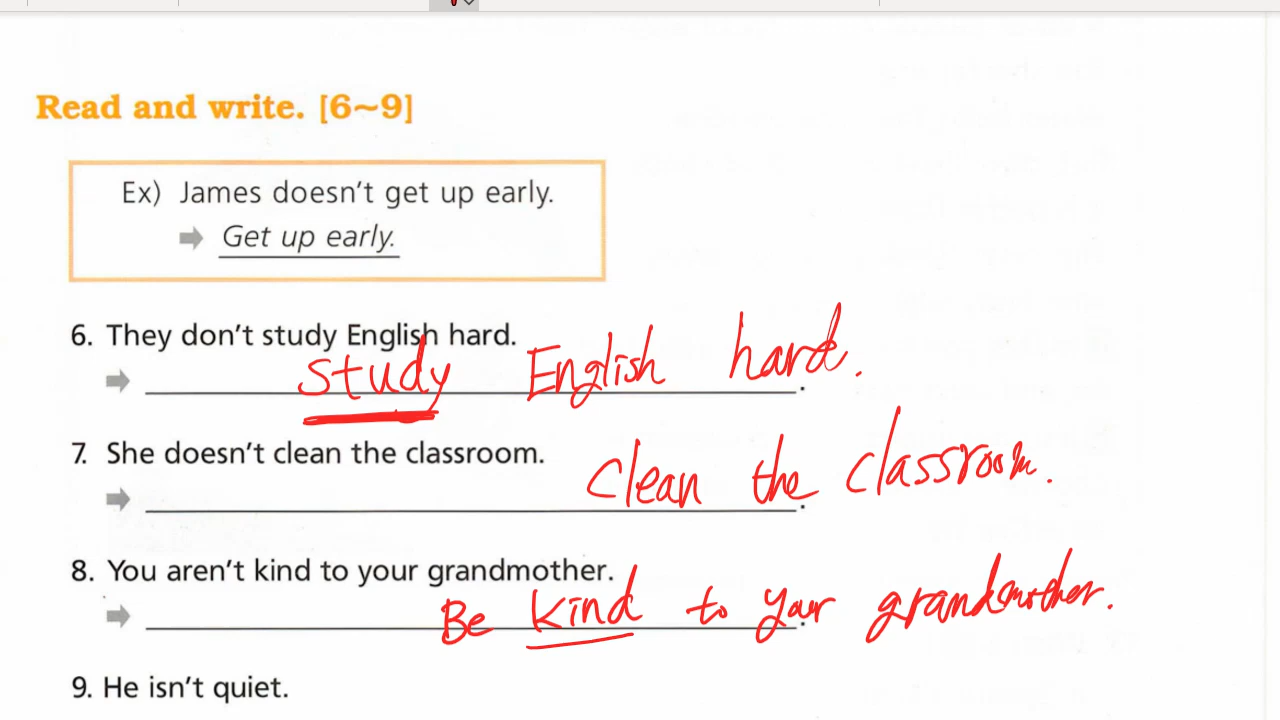 Read and write. [6~9]
Ex) James doesn't get up early.
➡ Get up early.
6. They don't study English hard.
➡ study English hard.
7. She doesn't clean the classroom.
➡ clean the classroom.
8. You aren't kind to your grandmother.
➡ Be kind to your grandmother.
9. He isn't quiet.